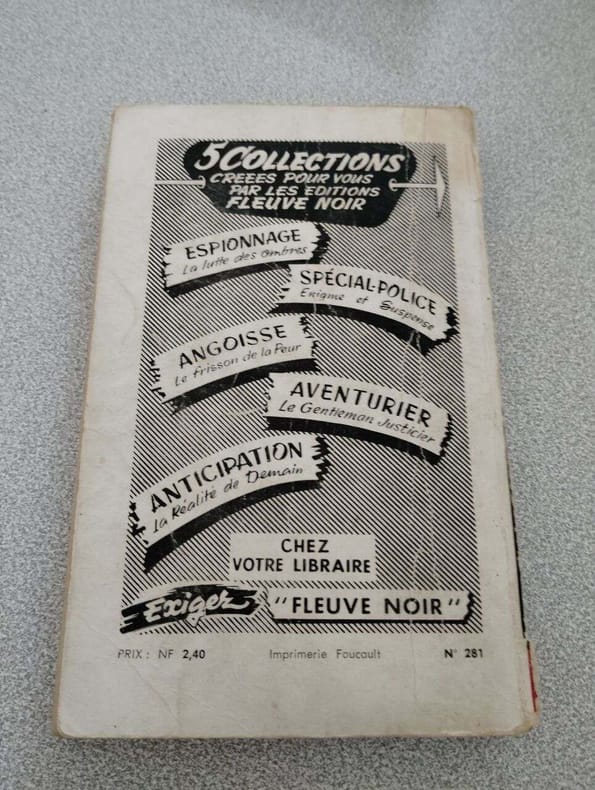 5 COLLECTIONS
CREEES POUR VOUS
PAR LES EDITIONS
FLEUVE NOIR
ESPIONNAGE
La lutte des ombres
SPÉCIAL-POLICE
Enigme et Suspense
ANGOISSE
Le frisson de la Peur
AVENTURIER
Le Gentleman Justicier
ANTICIPATION
La Réalité de Demain
CHEZ
VOTRE LIBRAIRE
Exigez "FLEUVE NOIR"
PRIX : NF 2,40 Imprimerie Foucault N° 281